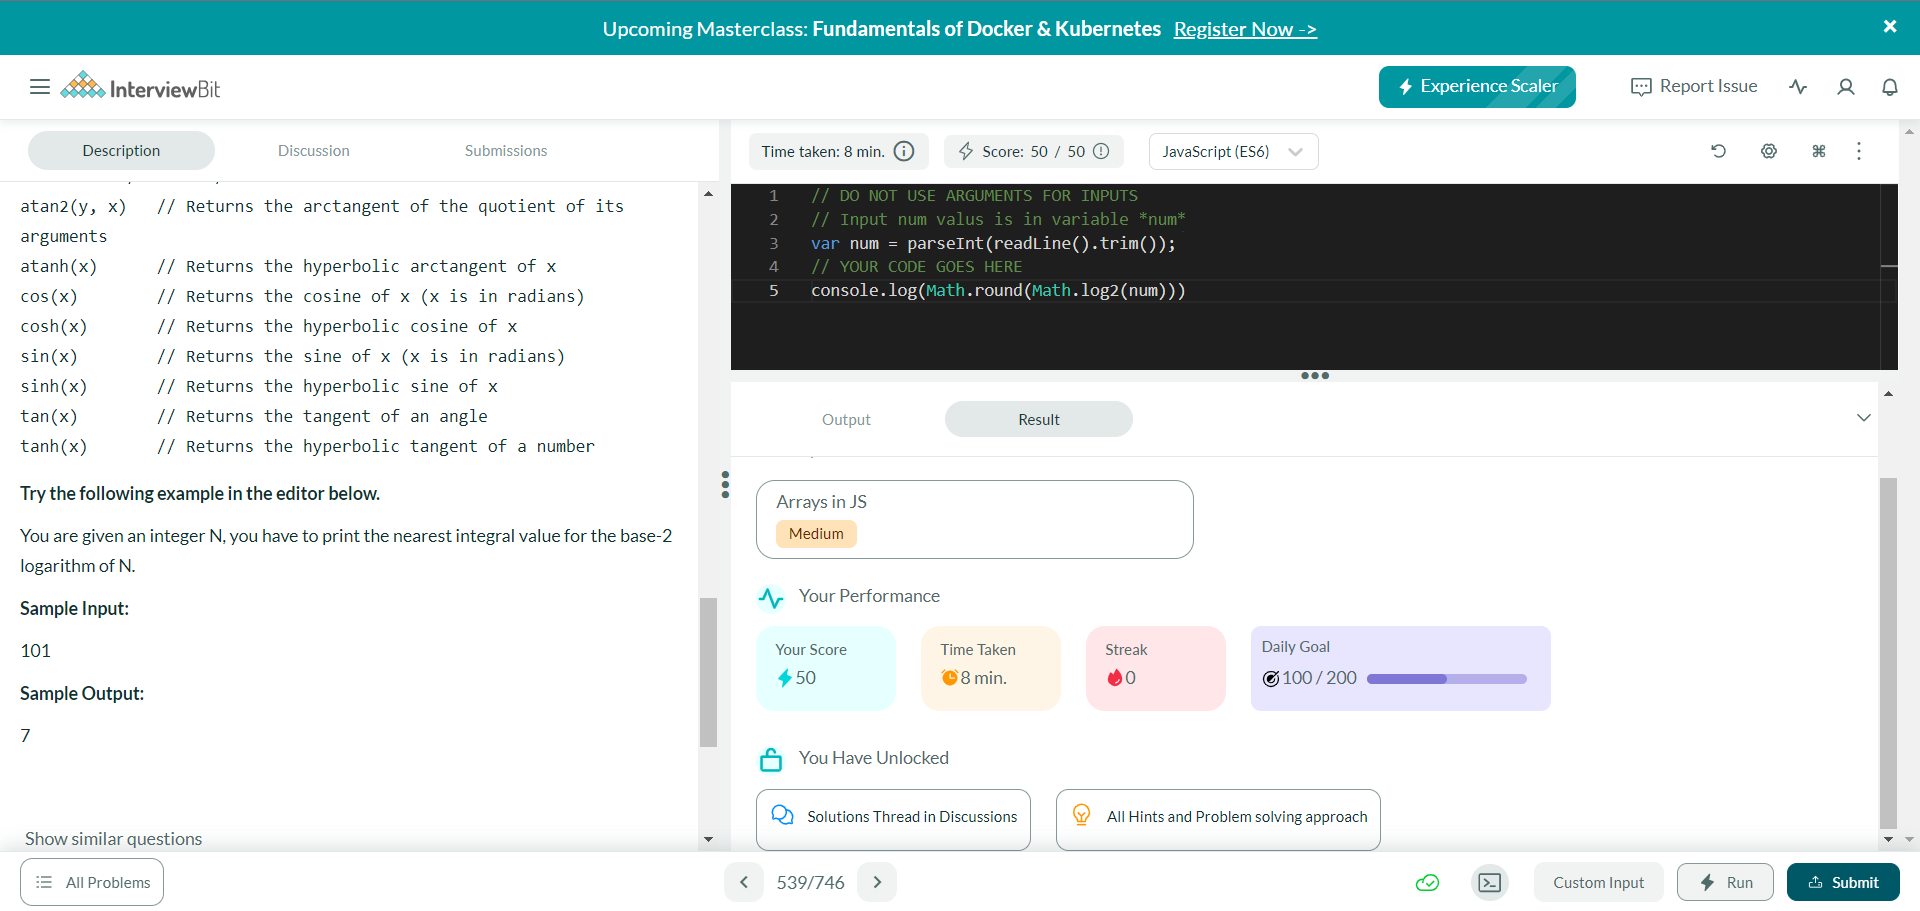 Upcoming Masterclass: Fundamentals of Docker & Kubernetes Register Now ->
InterviewBit
Experience Scaler
Report Issue
Description
Discussion
Submissions
atan2(y, x) // Returns the arctangent of the quotient of its
arguments
atanh(x) // Returns the hyperbolic arctangent of x
cos(x) // Returns the cosine of x (x is in radians)
cosh(x) // Returns the hyperbolic cosine of x
sin(x) // Returns the sine of x (x is in radians)
sinh(x) // Returns the hyperbolic sine of x
tan(x) // Returns the tangent of an angle
tanh(x) // Returns the hyperbolic tangent of a number
Try the following example in the editor below.
You are given an integer N, you have to print the nearest integral value for the base-2
logarithm of N.
Sample Input:
101
Sample Output:
7
Show similar questions
Time taken: 8 min.
Score: 50 / 50
JavaScript (ES6)
1 // DO NOT USE ARGUMENTS FOR INPUTS
2 // Input num valus is in variable *num*
3 var num = parseInt(readLine().trim());
4 // YOUR CODE GOES HERE
5 console.log(Math.round(Math.log2(num)))
Output
Result
Arrays in JS
Medium
Your Performance
Your Score
50
Time Taken
8 min.
Streak
0
Daily Goal
100 / 200
You Have Unlocked
Solutions Thread in Discussions
All Hints and Problem solving approach
All Problems
539/746
Custom Input
Run
Submit